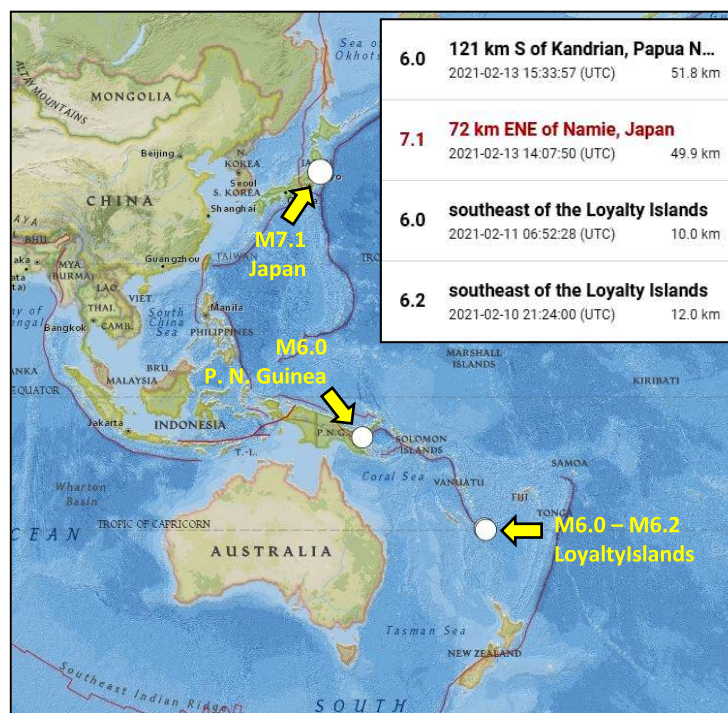 6.0
121 km S of Kandrian, Papua N...
2021-02-13 15:33:57 (UTC)
51.8 km
7.1
72 km ENE of Namie, Japan
2021-02-13 14:07:50 (UTC)
49.9 km
6.0
southeast of the Loyalty Islands
2021-02-11 06:52:28 (UTC)
10.0 km
6.2
southeast of the Loyalty Islands
2021-02-10 21:24:00 (UTC)
12.0 km
Sea of
Okhots
ALTAY MOUNTAINS
MONGOLIA
Beijing
N.
KOREA
Seoul
S. KOREA
CHINA
Shanghai
M7.1
Japan
BHU.
MYA.
BURMA)
Guangzhou
TAIWAN
LAO.
THAI.
VIET.
CAMB.
Bangkok
South
China
Sea
Manila
PHILIPPINES
M6.0
P. N. Guinea
MARSHALL
ISLANDS
KIRIBATI
BRU.
MALAYSIA
EQUATOR
INDONESIA
Jakarta
P.N.G.
SOLOMON
ISLANDS
T.-L.
Coral Sea
SAMOA
VANUATU
FIJI
TONGA
Wharton
Basin
TROPIC OF CAPRICORN
M6.0 – M6.2
LoyaltyIslands
AUSTRALIA
Tasman Sea
NEW ZEALAND
Southeast Indian Ridge
SOUTH